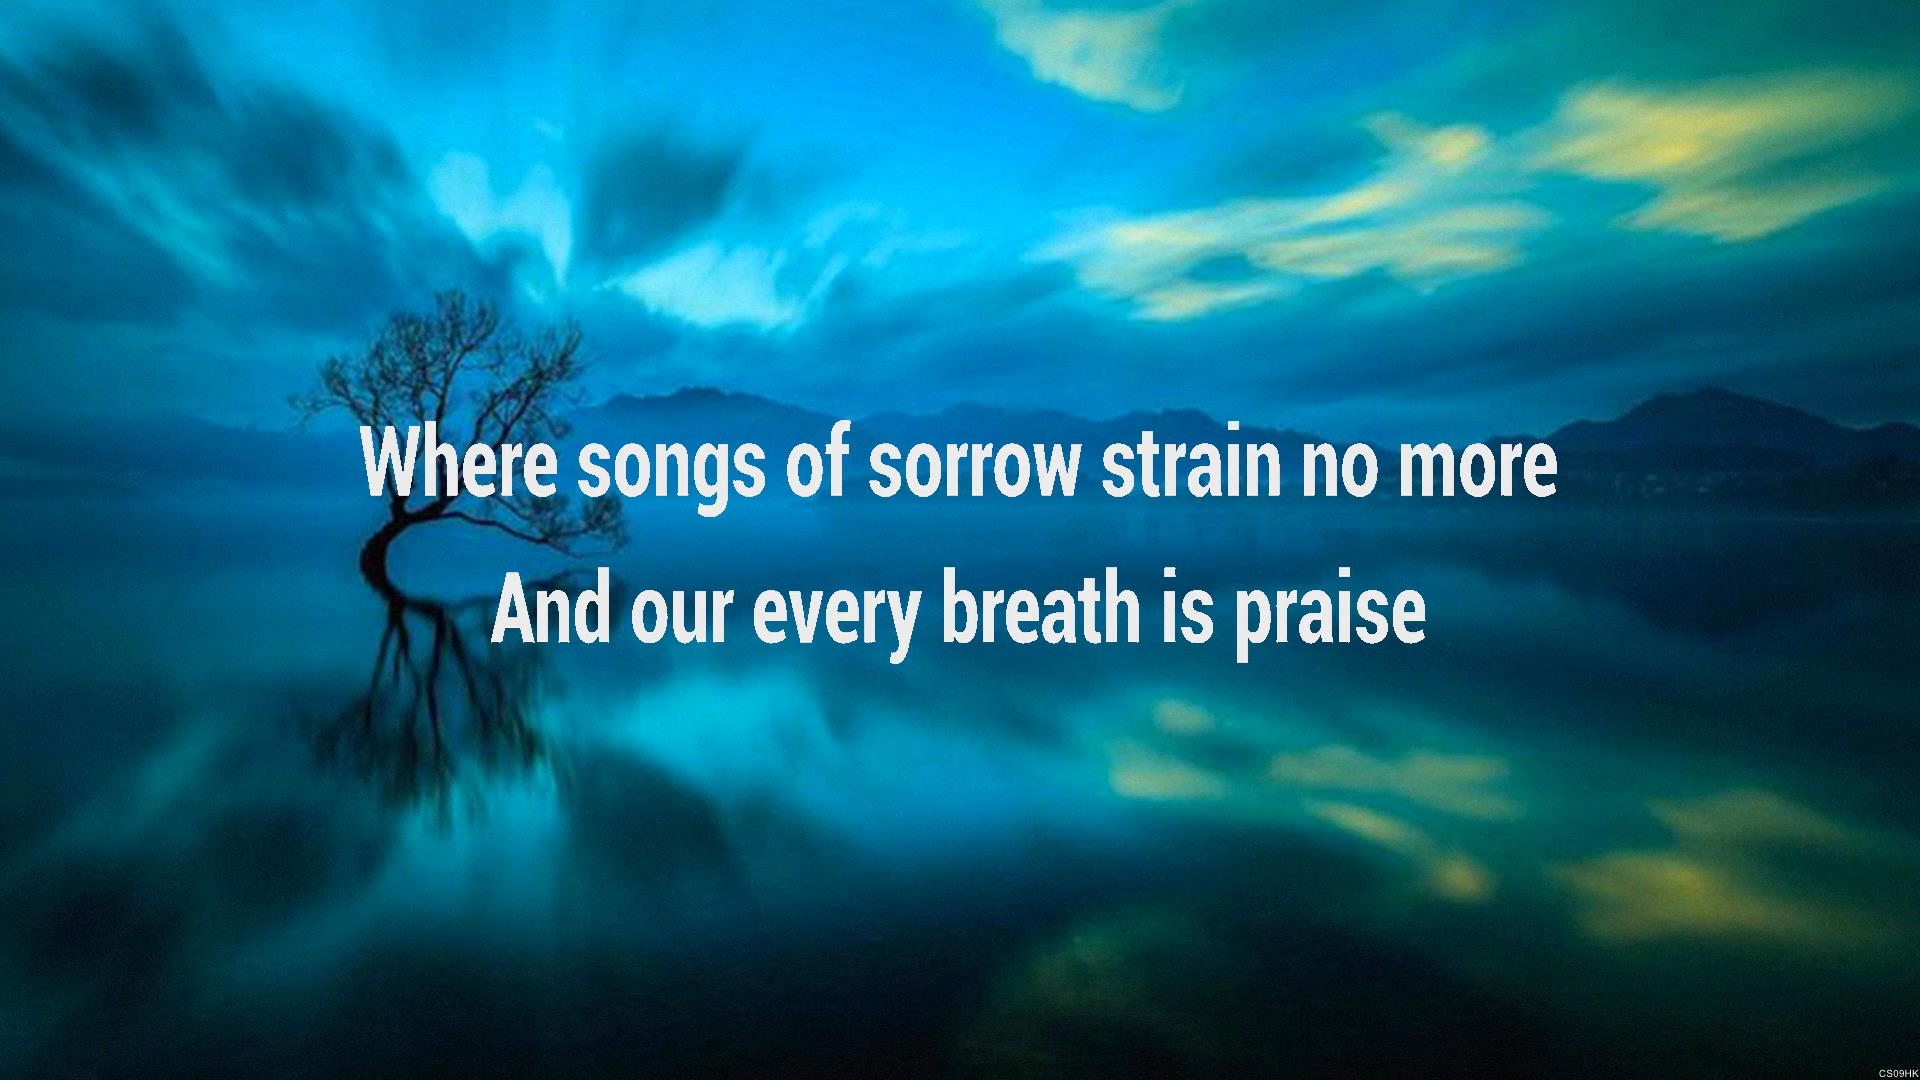 Where songs of sorrow strain no more
And our every breath is praise
CS09HK